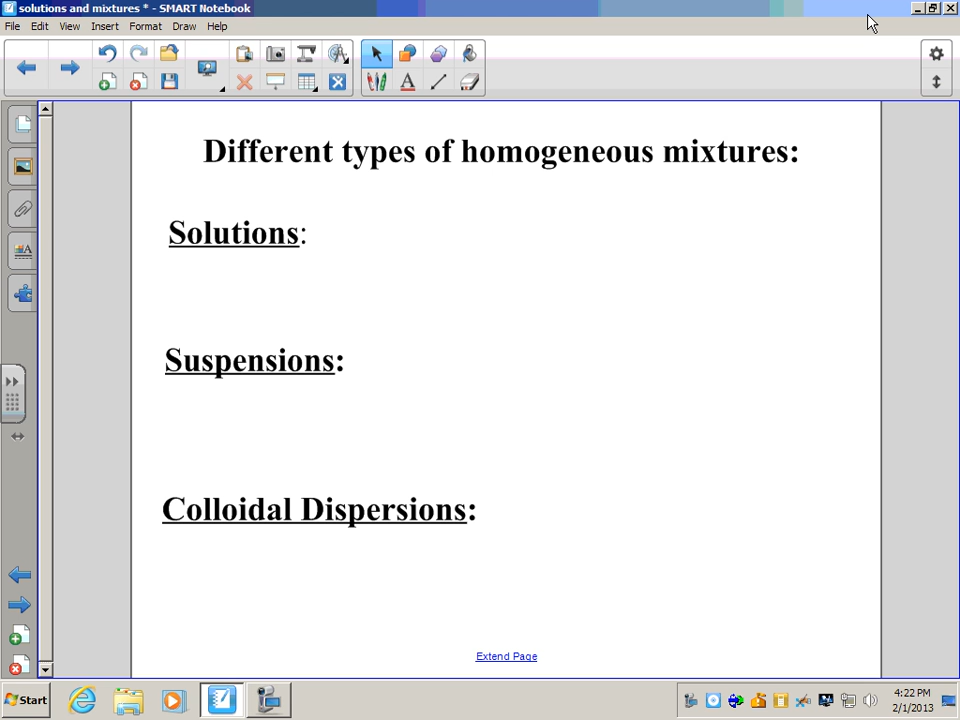 solutions and mixtures * - SMART Notebook
File Edit View Insert Format Draw Help
Different types of homogeneous mixtures:
Solutions:
Suspensions:
Colloidal Dispersions:
Extend Page
Start
4:22 PM
2/1/2013